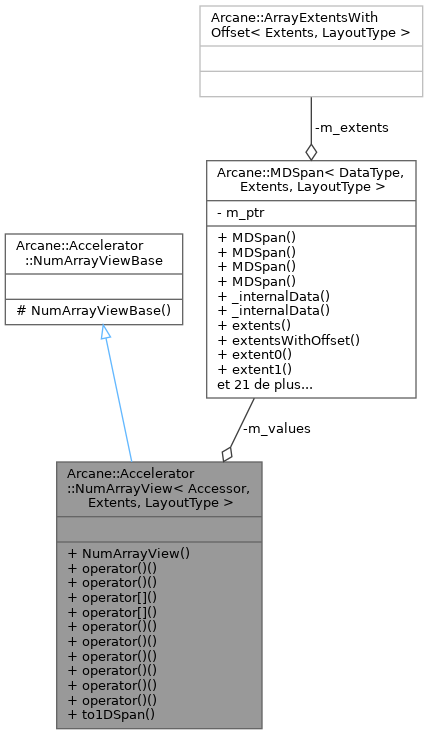 Arcane::ArrayExtentsWith
Offset< Extents, LayoutType >
-m_extents
Arcane::MDSpan< DataType,
Extents, LayoutType >
- m_ptr
+ MDSpan()
+ MDSpan()
+ MDSpan()
+ MDSpan()
+ _internalData()
+ _internalData()
+ extents()
+ extentsWithOffset()
+ extent0()
+ extent1()
et 21 de plus...
Arcane::Accelerator
::NumArrayViewBase
# NumArrayViewBase()
-m_values
Arcane::Accelerator
::NumArrayView< Accessor,
Extents, LayoutType >
+ NumArrayView()
+ operator()()
+ operator()()
+ operator[]()
+ operator[]()
+ operator()()
+ operator()()
+ operator()()
+ operator()()
+ operator()()
+ operator()()
+ to1DSpan()